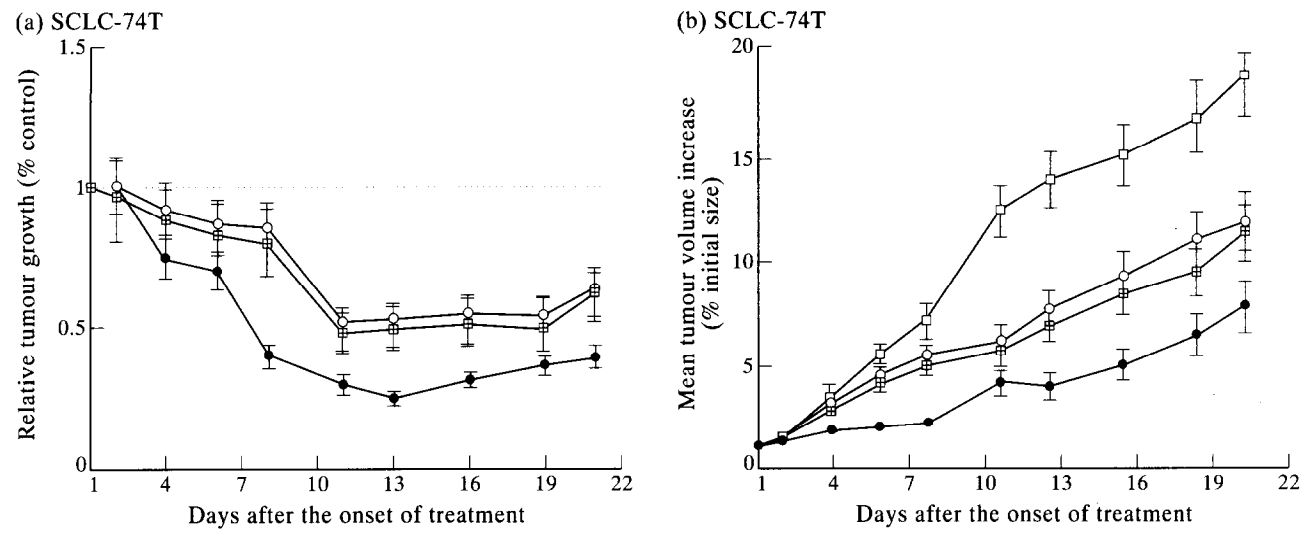 (a) SCLC-74T
1.5
1
0.5
0
Relative tumour growth (% control)
1 4 7 10 13 16 19 22
Days after the onset of treatment
(b) SCLC-74T
20
15
10
5
0
Mean tumour volume increase
(% initial size)
1 4 7 10 13 16 19 22
Days after the onset of treatment